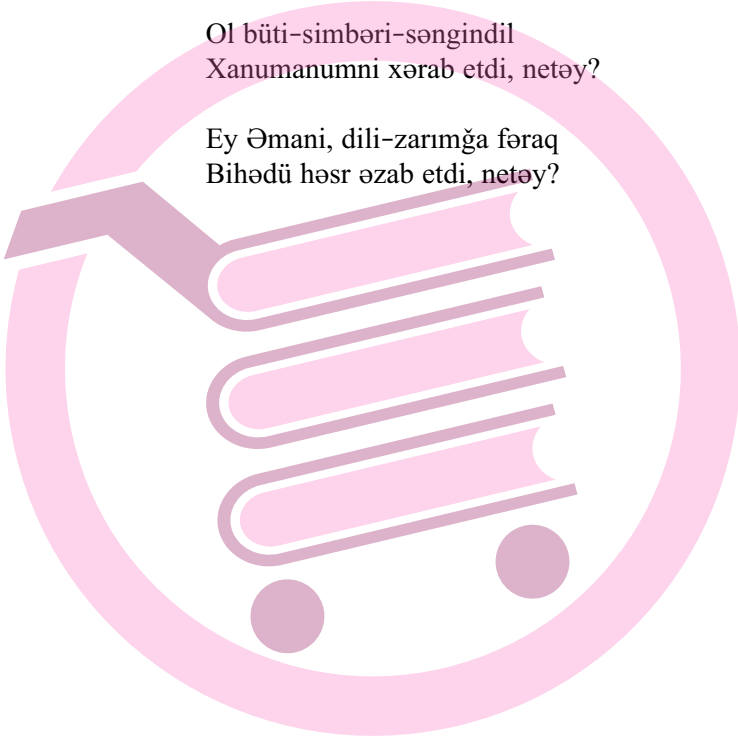 Ol büti-simbəri-səngindil
Xanumanumni xərab etdi, netəy?
Ey Əmani, dili-zarımğa fəraq
Bihədü həsr əzab etdi, netəy?